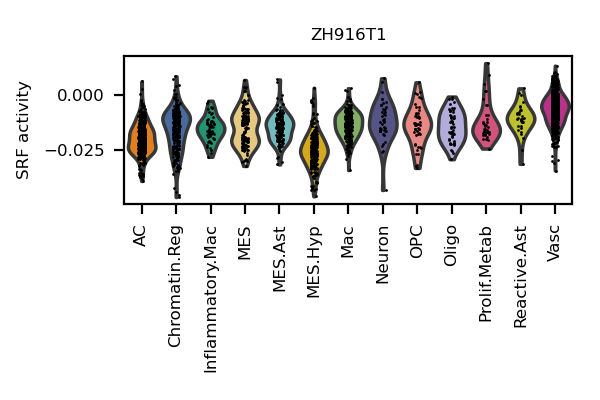 ZH916T1
SRF activity
0.000
−0.025
AC
Chromatin.Reg
Inflammatory.Mac
MES
MES.Ast
MES.Hyp
Mac
Neuron
OPC
Oligo
Prolif.Metab
Reactive.Ast
Vasc